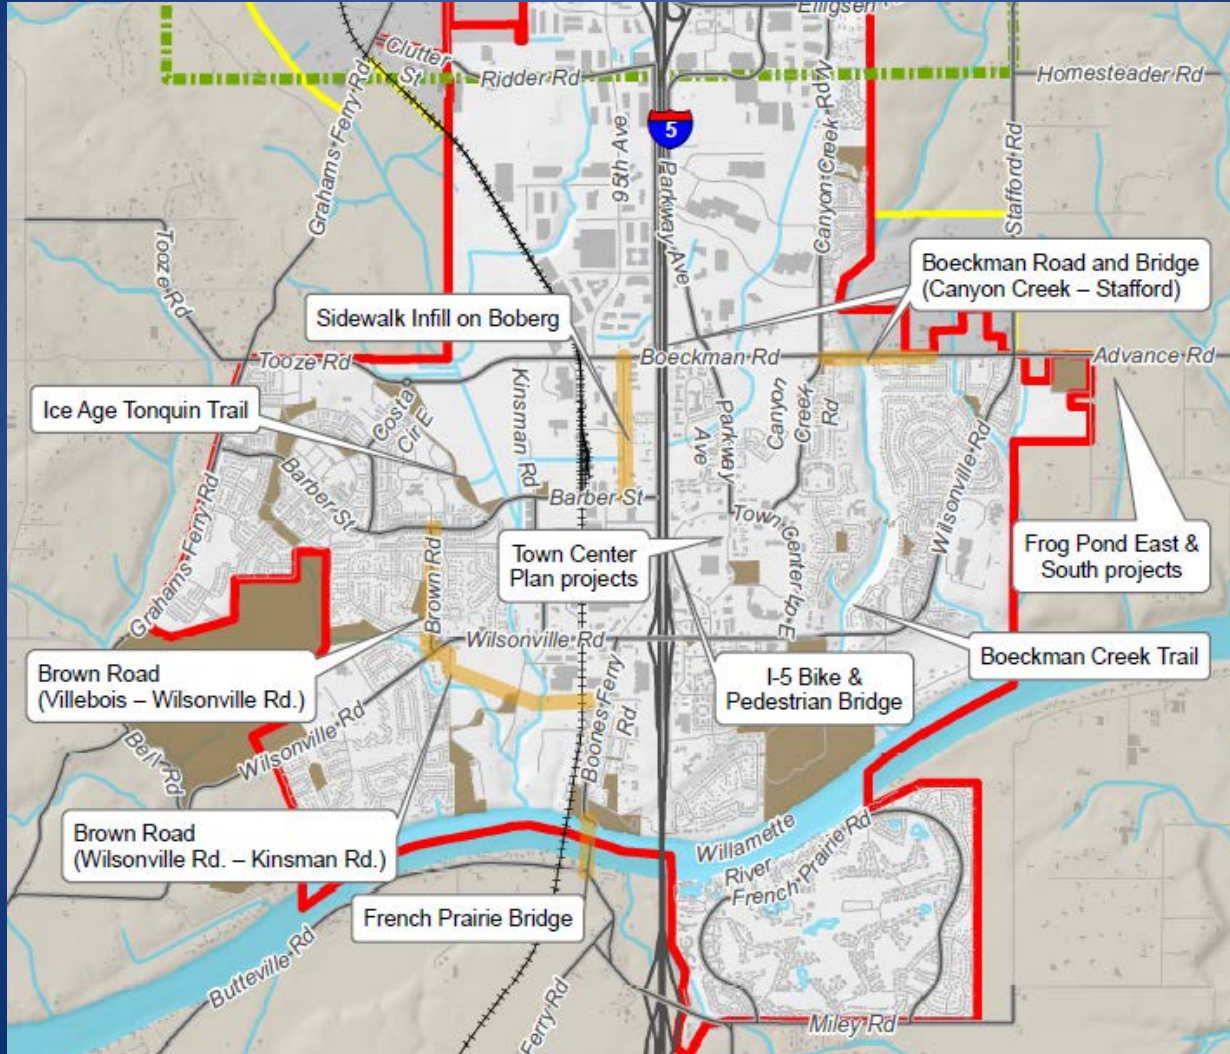 Elligsen
Clutter
St
Ridder Rd
Homesteader Rd
Grahams Ferry Rd
95th Ave
5
Parkway Ave
Canyon Creek Rd N
Stafford Rd
Tooze Rd
Boeckman Road and Bridge
(Canyon Creek – Stafford)
Sidewalk Infill on Boberg
Tooze Rd
Boeckman Rd
Advance Rd
Ice Age Tonquin Trail
Costa
Cir E
Kinsman Rd
Parkway
Ave
Canyon
Creek
Rd
Wilsonville Rd
Barber St
Barber St
Grahams Ferry Rd
Brown Rd
Town Center
Plan projects
Town Center Lp E
Frog Pond East &
South projects
Wilsonville Rd
Boeckman Creek Trail
Brown Road
(Villebois – Wilsonville Rd.)
I-5 Bike &
Pedestrian Bridge
Bell Rd
Wilsonville Rd
Boones Ferry
Rd
Brown Road
(Wilsonville Rd. – Kinsman Rd.)
Willamette
River
French Prairie Rd
French Prairie Bridge
Butteville Rd
Ferry Rd
Miley Rd